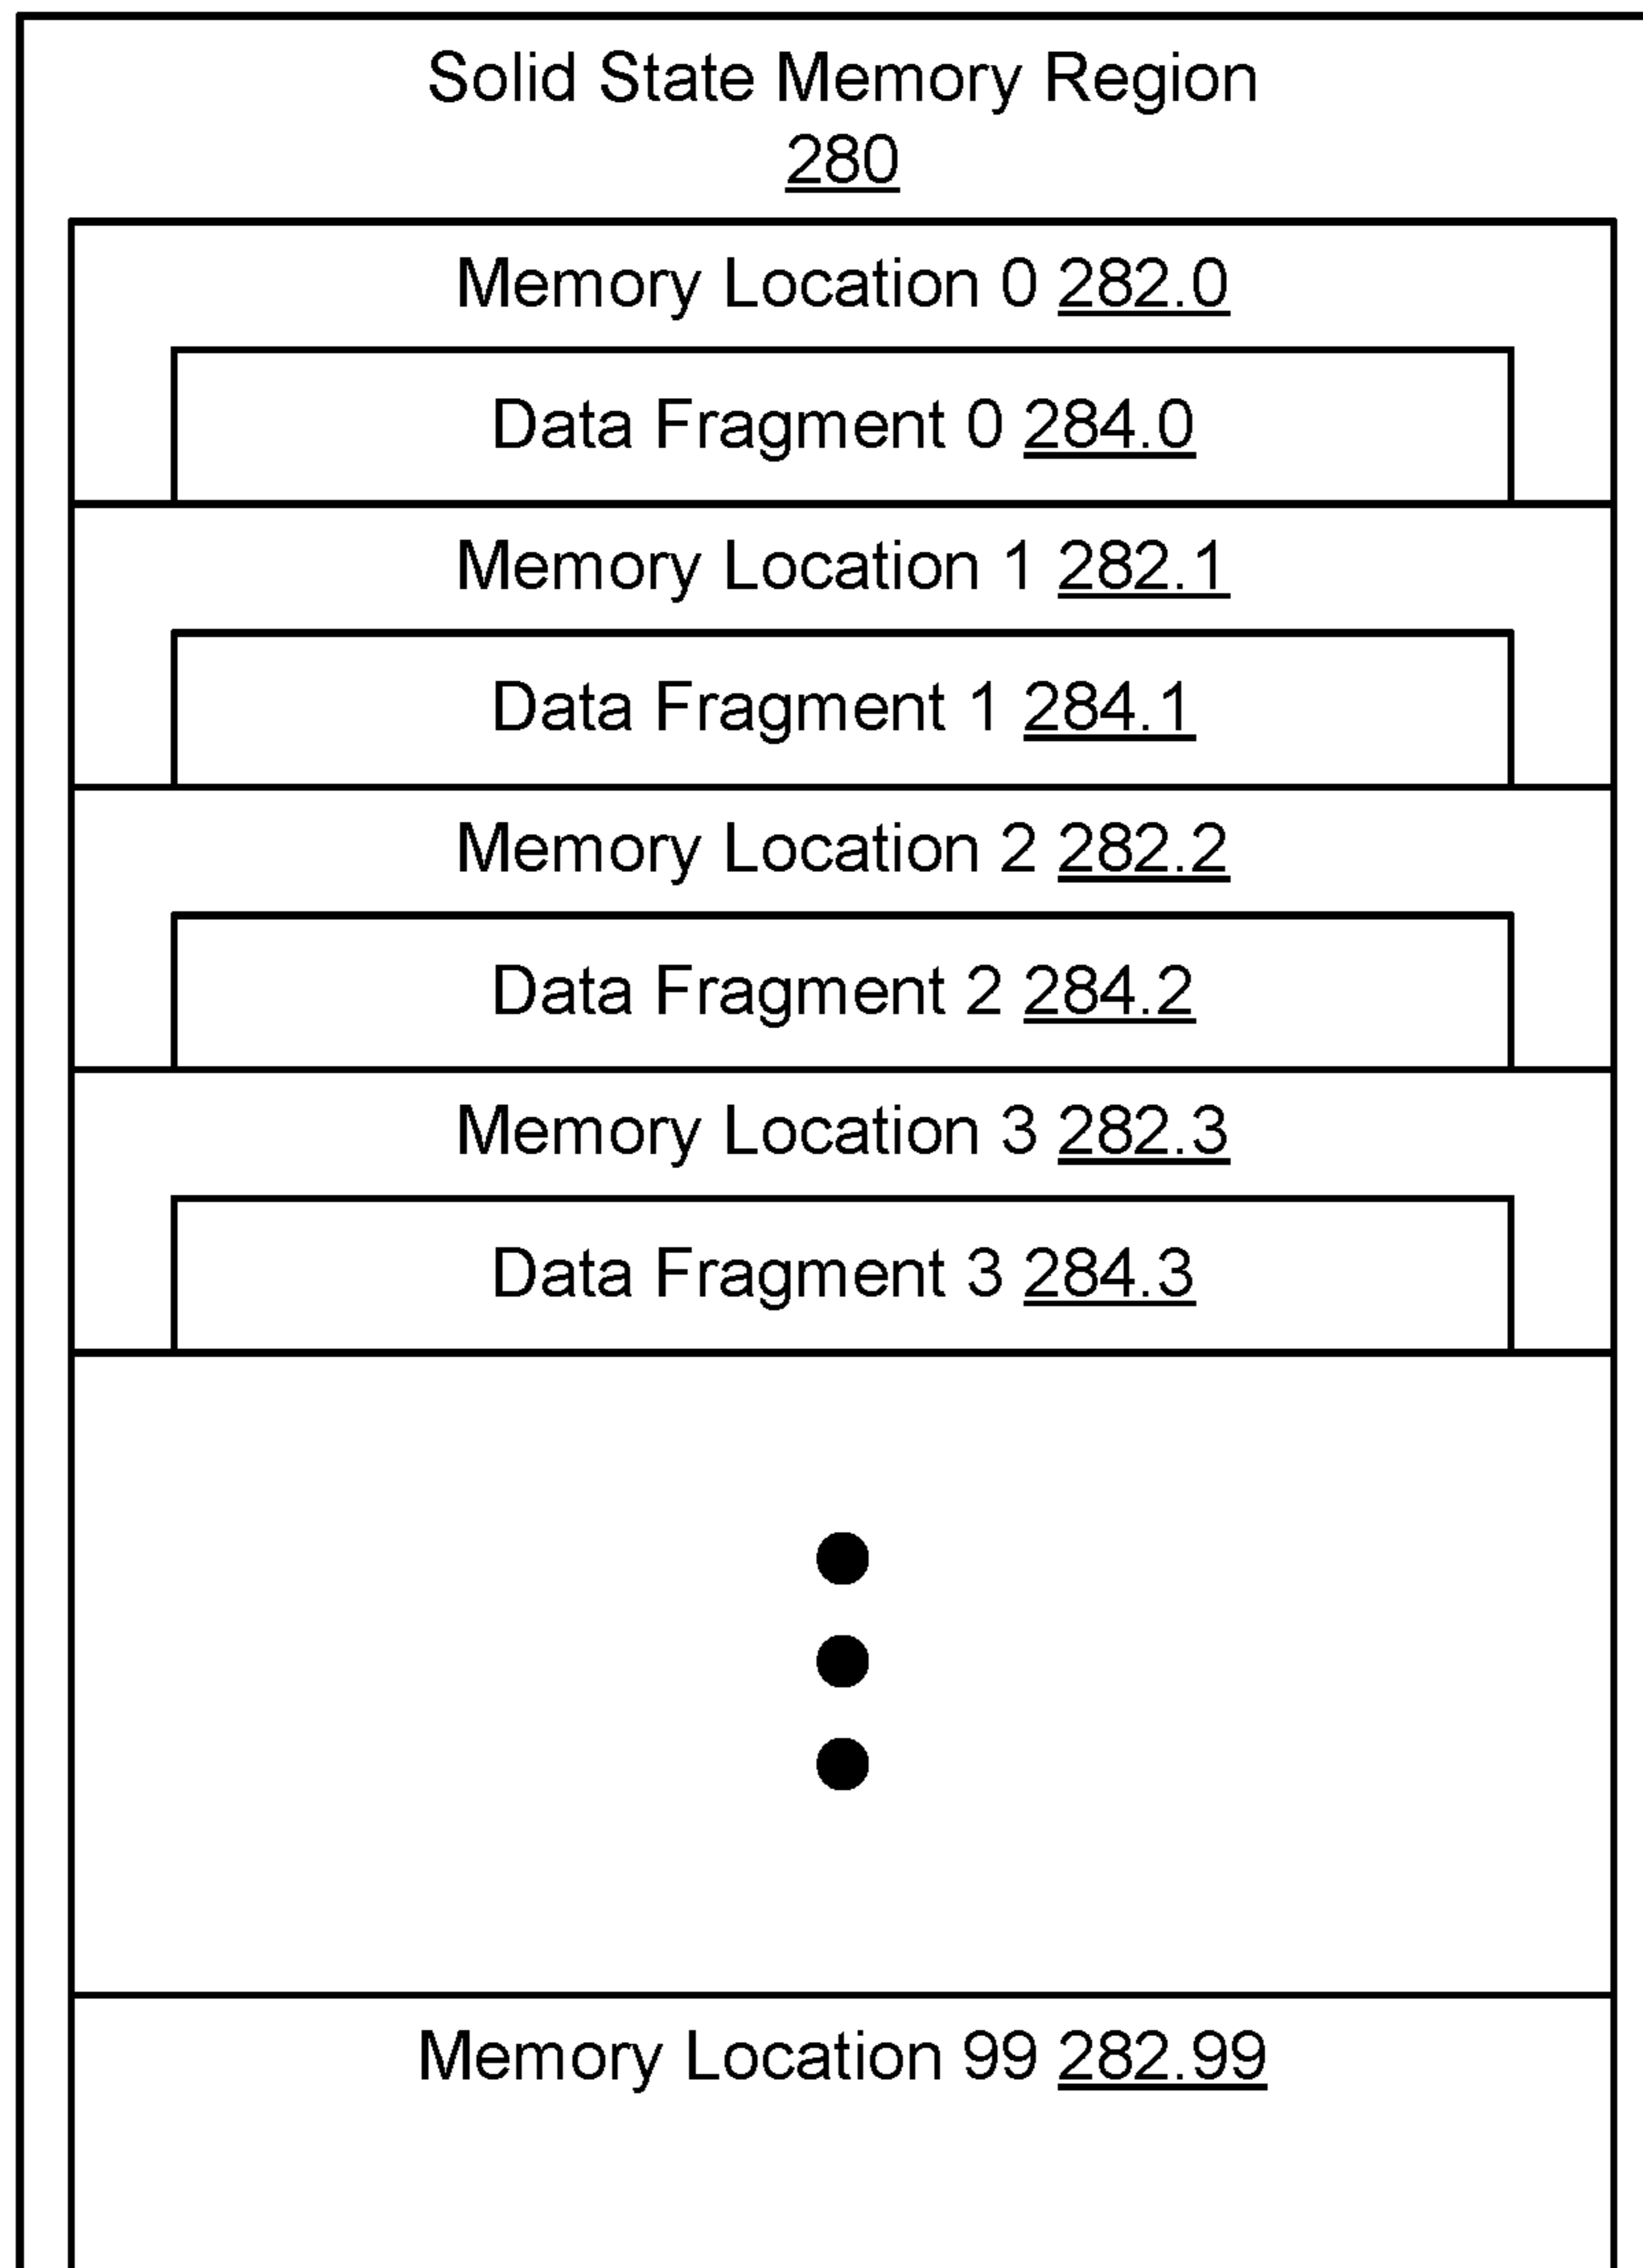 Solid State Memory Region
280
Memory Location 0 282.0
Data Fragment 0 284.0
Memory Location 1 282.1
Data Fragment 1 284.1
Memory Location 2 282.2
Data Fragment 2 284.2
Memory Location 3 282.3
Data Fragment 3 284.3
Memory Location 99 282.99